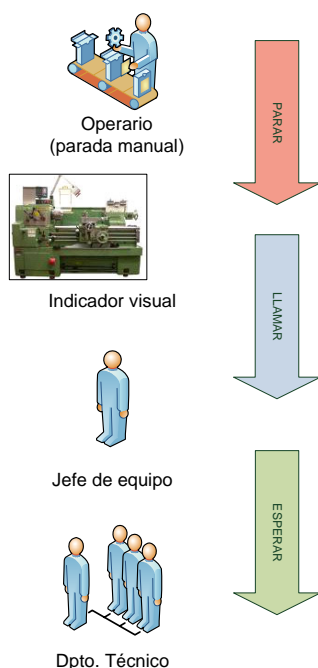 Operario
(parada manual)
PARAR
Indicador visual
LLAMAR
Jefe de equipo
ESPERAR
Dpto. Técnico